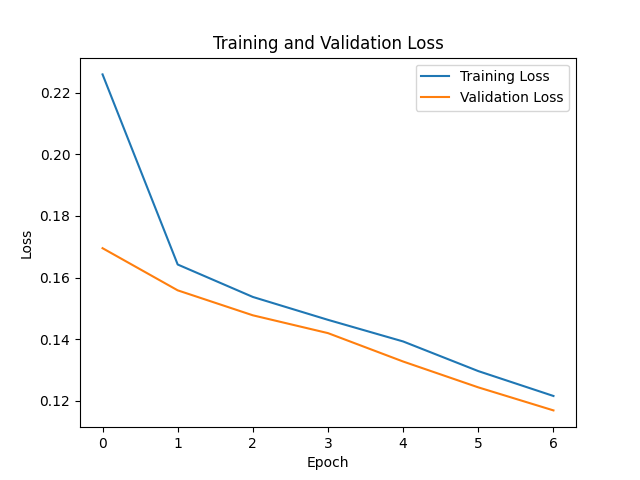 Training and Validation Loss
Training Loss
Validation Loss
0.22
0.20
0.18
0.16
0.14
0.12
Loss
0 1 2 3 4 5 6
Epoch